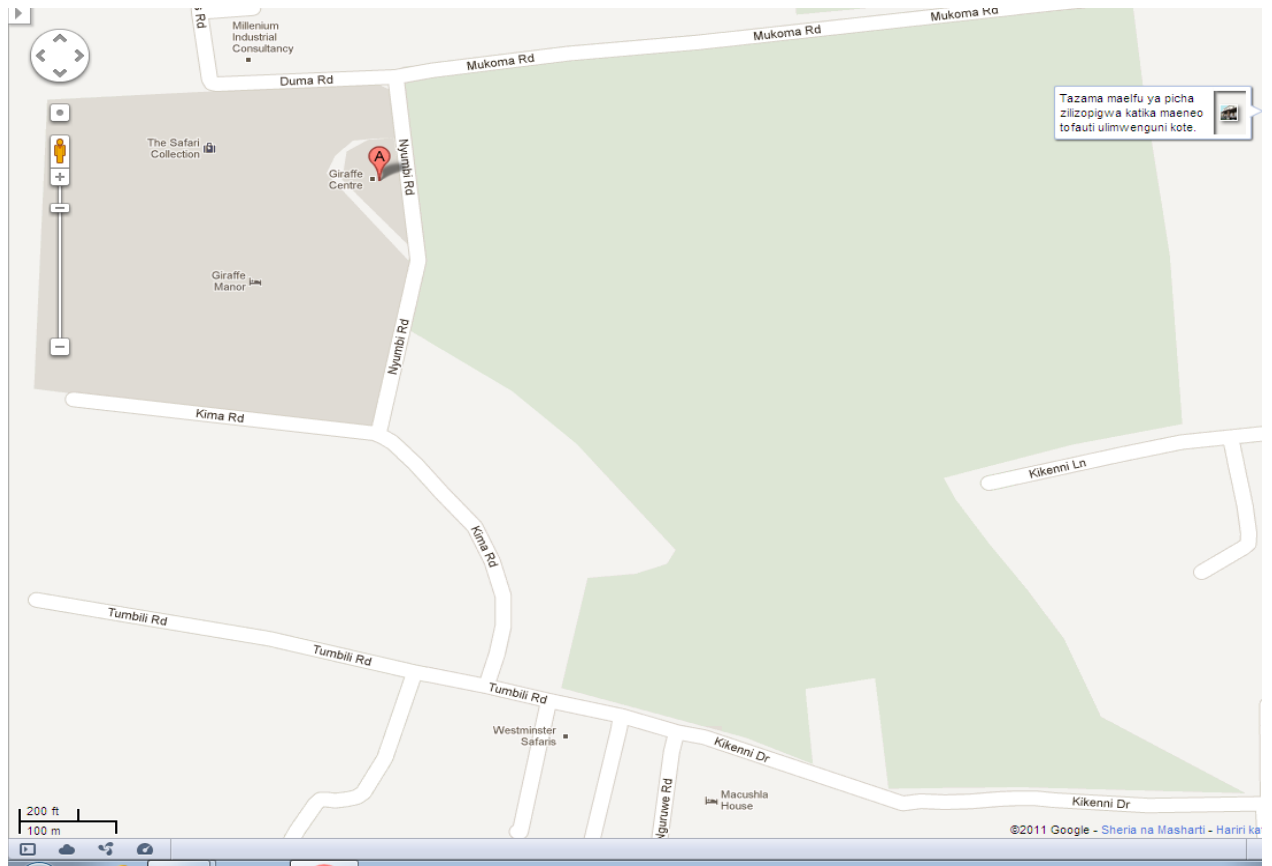 Mukoma Rd
Millenium
Industrial
Consultancy
Mukoma Rd
Mukoma Rd
Duma Rd
Tazama maelfu ya picha
zilizopigwa katika maeneo
tofauti ulimwenguni kote.
The Safari
Collection
Nyumbi Rd
A
Giraffe
Centre
Giraffe
Manor
Nyumbi Rd
Kima Rd
Kikenni Ln
Kima Rd
Tumbili Rd
Tumbili Rd
Tumbili Rd
Westminster
Safaris
Kikenni Dr
Nguruwe Rd
Macushla
House
Kikenni Dr
200 ft
100 m
©2011 Google - Sheria na Masharti - Hariri